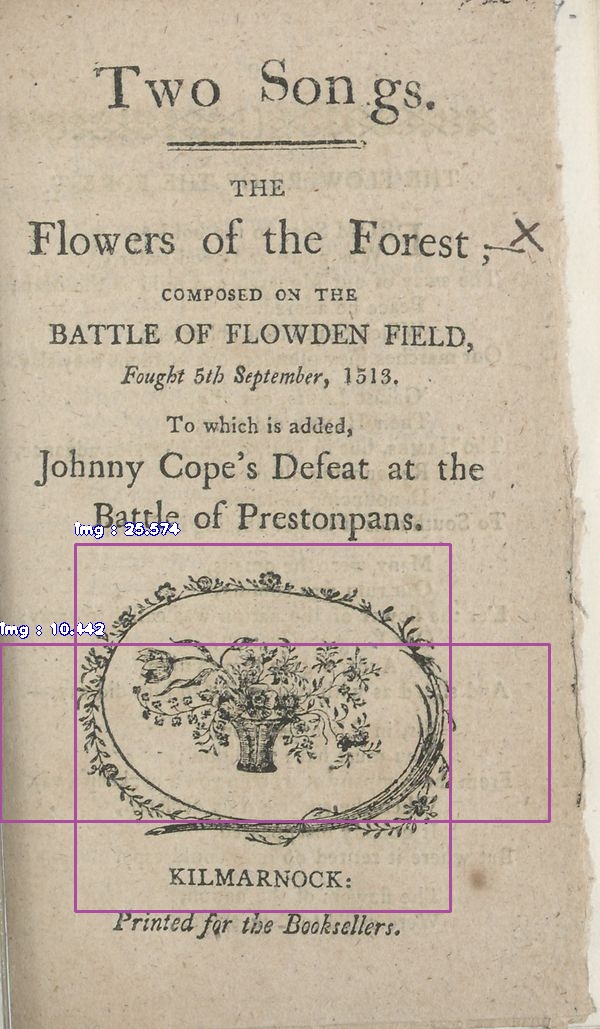 Two Songs.
THE
Flowers of the Forest; X
COMPOSED ON THE
BATTLE OF FLOWDEN FIELD,
Fought 5th September, 1513.
To which is added,
Johnny Cope's Defeat at the
Battle of Prestonpans.
img : 25.574
img : 10.442
KILMARNOCK:
Printed for the Booksellers.